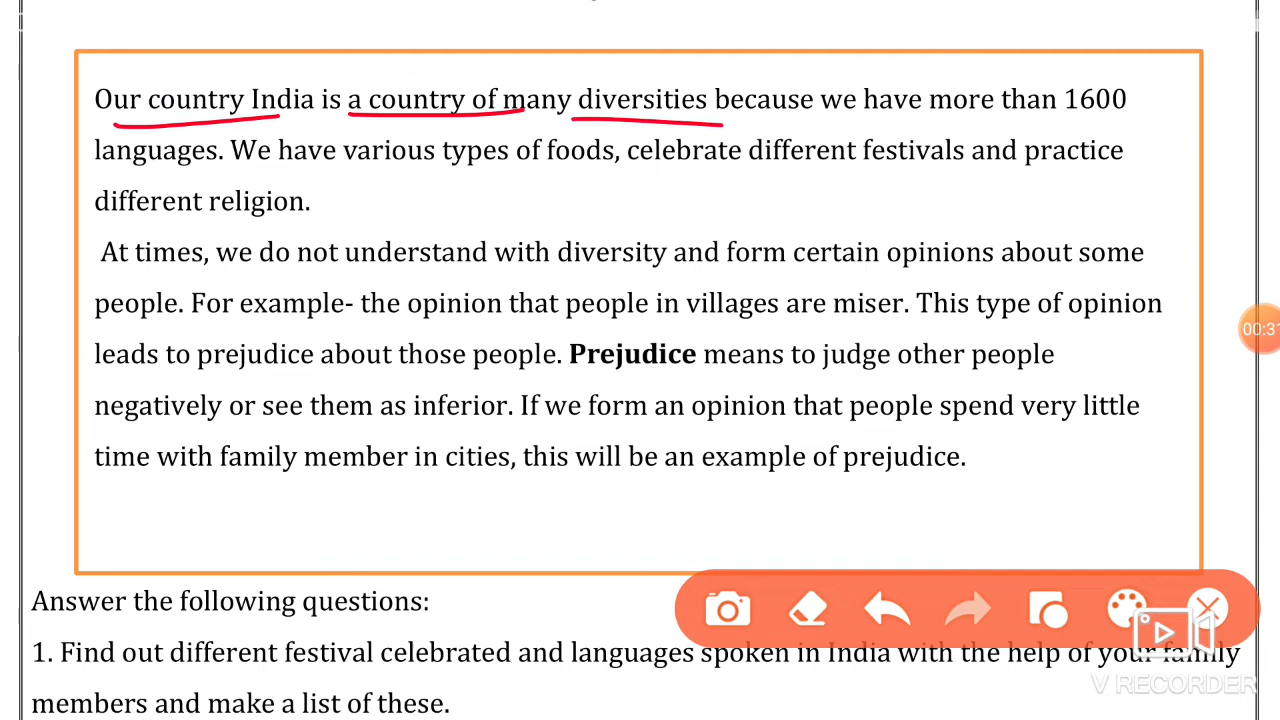 Our country India is a country of many diversities because we have more than 1600
languages. We have various types of foods, celebrate different festivals and practice
different religion.
At times, we do not understand with diversity and form certain opinions about some
people. For example- the opinion that people in villages are miser. This type of opinion
leads to prejudice about those people. Prejudice means to judge other people
negatively or see them as inferior. If we form an opinion that people spend very little
time with family member in cities, this will be an example of prejudice.
Answer the following questions:
1. Find out different festival celebrated and languages spoken in India with the help of your family
members and make a list of these.
00:31
V RECORDER